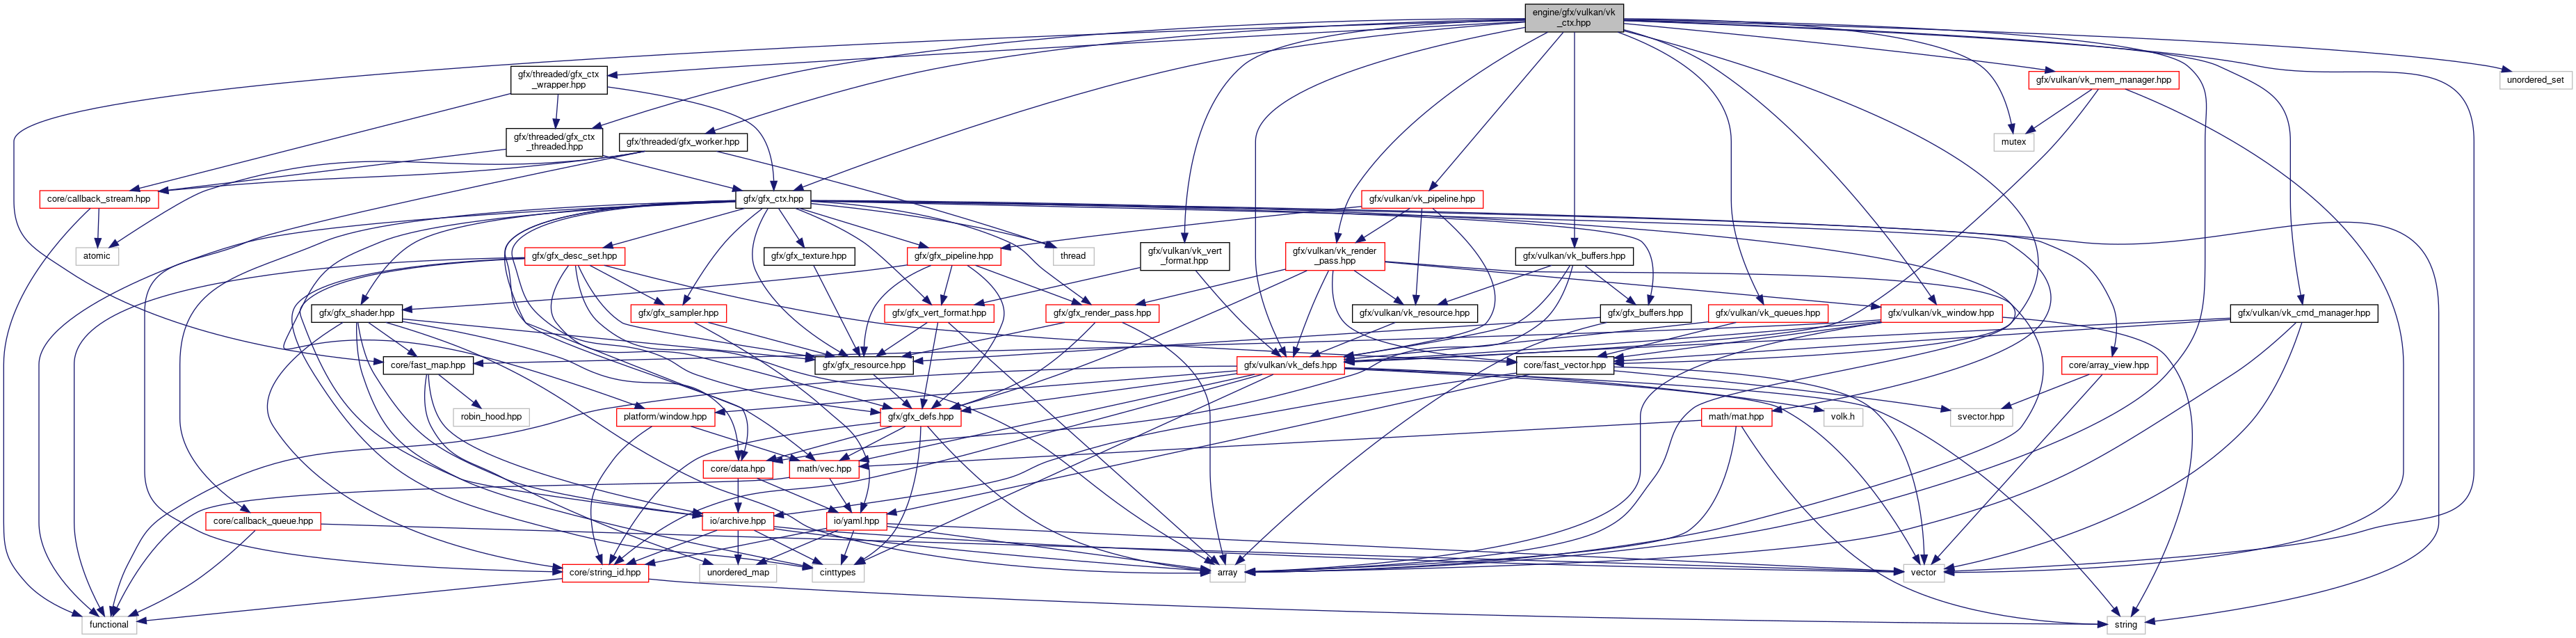 engine/gfx/vulkan/vk
_ctx.hpp
gfx/threaded/gfx_ctx
_wrapper.hpp
gfx/vulkan/vk_mem_manager.hpp
unordered_set
gfx/threaded/gfx_ctx
_threaded.hpp
gfx/threaded/gfx_worker.hpp
mutex
core/callback_stream.hpp
gfx/gfx_ctx.hpp
gfx/vulkan/vk_pipeline.hpp
atomic
gfx/gfx_desc_set.hpp
gfx/gfx_texture.hpp
gfx/gfx_pipeline.hpp
thread
gfx/vulkan/vk_vert
_format.hpp
gfx/vulkan/vk_render
_pass.hpp
gfx/vulkan/vk_buffers.hpp
gfx/gfx_shader.hpp
gfx/gfx_sampler.hpp
gfx/gfx_vert_format.hpp
gfx/gfx_render_pass.hpp
gfx/vulkan/vk_resource.hpp
gfx/gfx_buffers.hpp
gfx/vulkan/vk_queues.hpp
gfx/vulkan/vk_window.hpp
gfx/vulkan/vk_cmd_manager.hpp
core/fast_map.hpp
gfx/gfx_resource.hpp
gfx/vulkan/vk_defs.hpp
core/fast_vector.hpp
core/array_view.hpp
robin_hood.hpp
platform/window.hpp
gfx/gfx_defs.hpp
math/mat.hpp
volk.h
svector.hpp
core/data.hpp
math/vec.hpp
core/callback_queue.hpp
io/archive.hpp
io/yaml.hpp
core/string_id.hpp
unordered_map
cinttypes
array
vector
functional
string